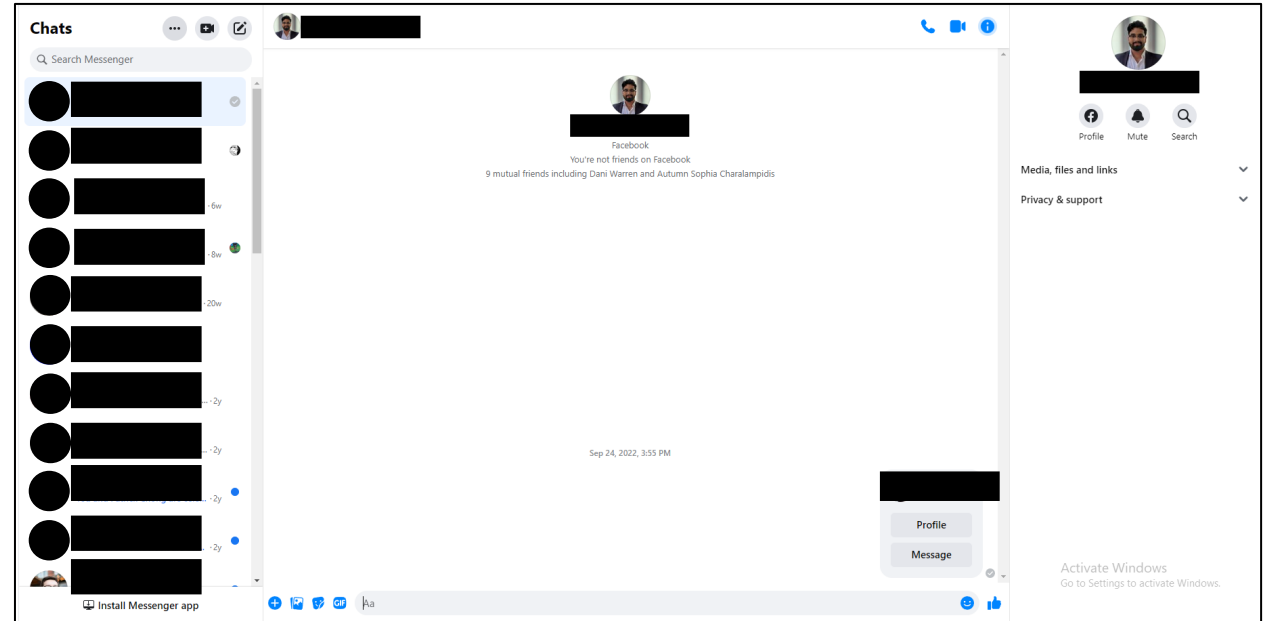 Chats
Search Messenger
· 6w
· 8w
· 20w
... · 2y
... · 2y
... · 2y
. · 2y
Install Messenger app
Facebook
You're not friends on Facebook
9 mutual friends including Dani Warren and Autumn Sophia Charalampidis
Sep 24, 2022, 3:55 PM
Profile
Message
GIF
Aa
Profile
Mute
Search
Media, files and links
Privacy & support
Activate Windows
Go to Settings to activate Windows.